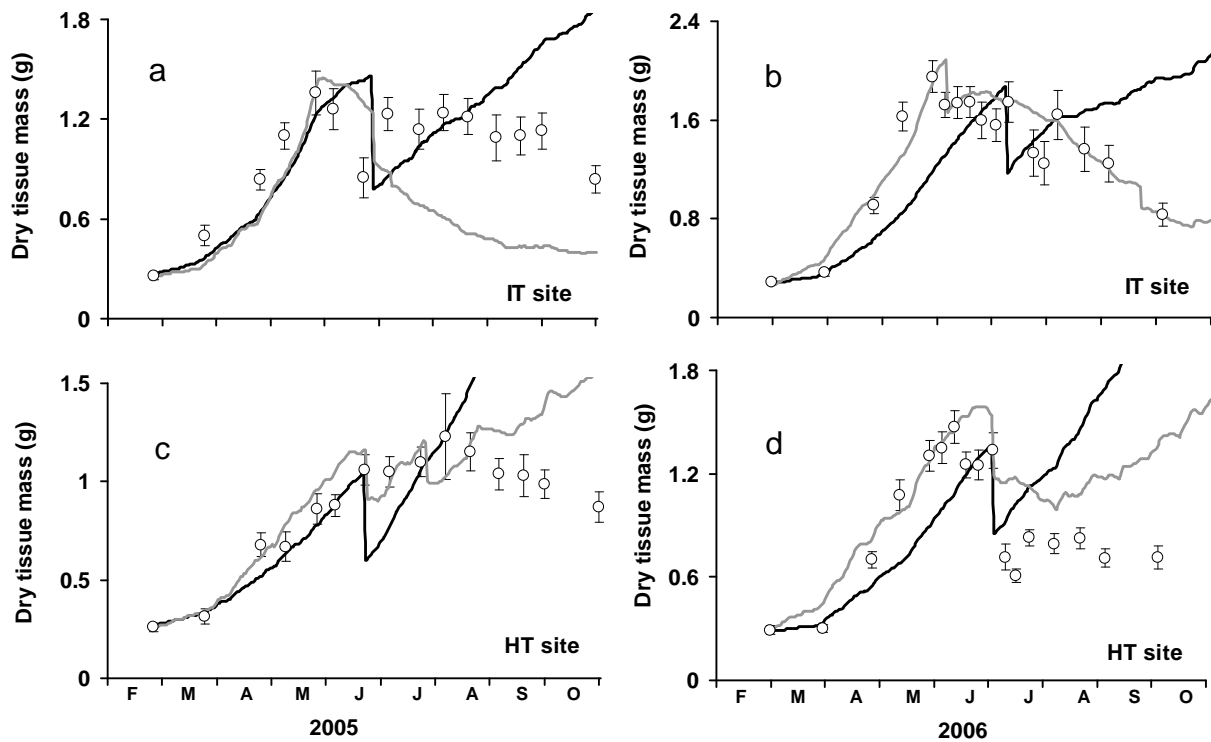 a
Dry tissue mass (g)
1.8
1.2
0.6
0
IT site
b
Dry tissue mass (g)
2.4
1.6
0.8
0
IT site
c
Dry tissue mass (g)
1.5
1
0.5
0
HT site
F M A M J J A S O
2005
d
Dry tissue mass (g)
1.8
1.2
0.6
0
HT site
F M A M J J A S O
2006